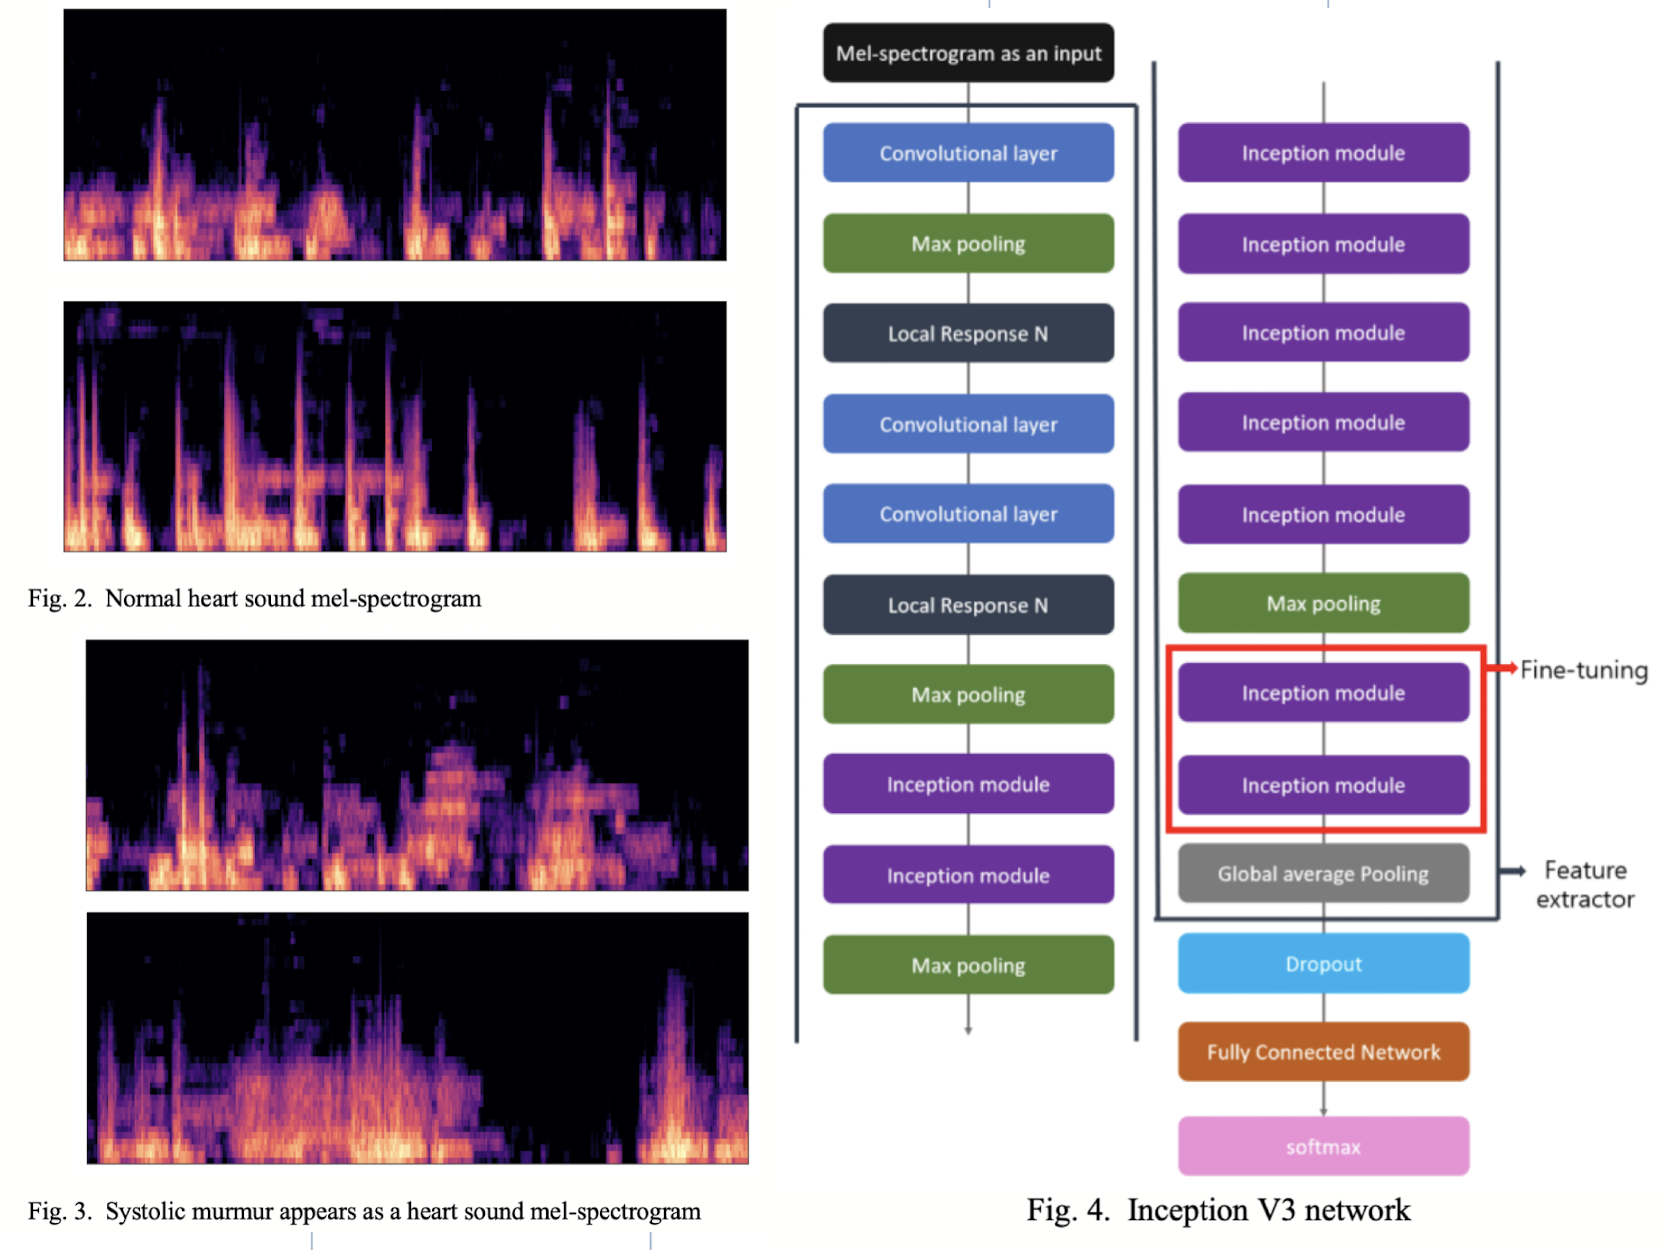 Fig. 2.  Normal heart sound mel-spectrogram
Fig. 3.  Systolic murmur appears as a heart sound mel-spectrogram
Mel-spectrogram as an input
Convolutional layer
Max pooling
Local Response N
Convolutional layer
Convolutional layer
Local Response N
Max pooling
Inception module
Inception module
Max pooling
Inception module
Inception module
Inception module
Inception module
Inception module
Max pooling
Inception module
Inception module
Fine-tuning
Global average Pooling
Feature
extractor
Dropout
Fully Connected Network
softmax
Fig. 4.  Inception V3 network